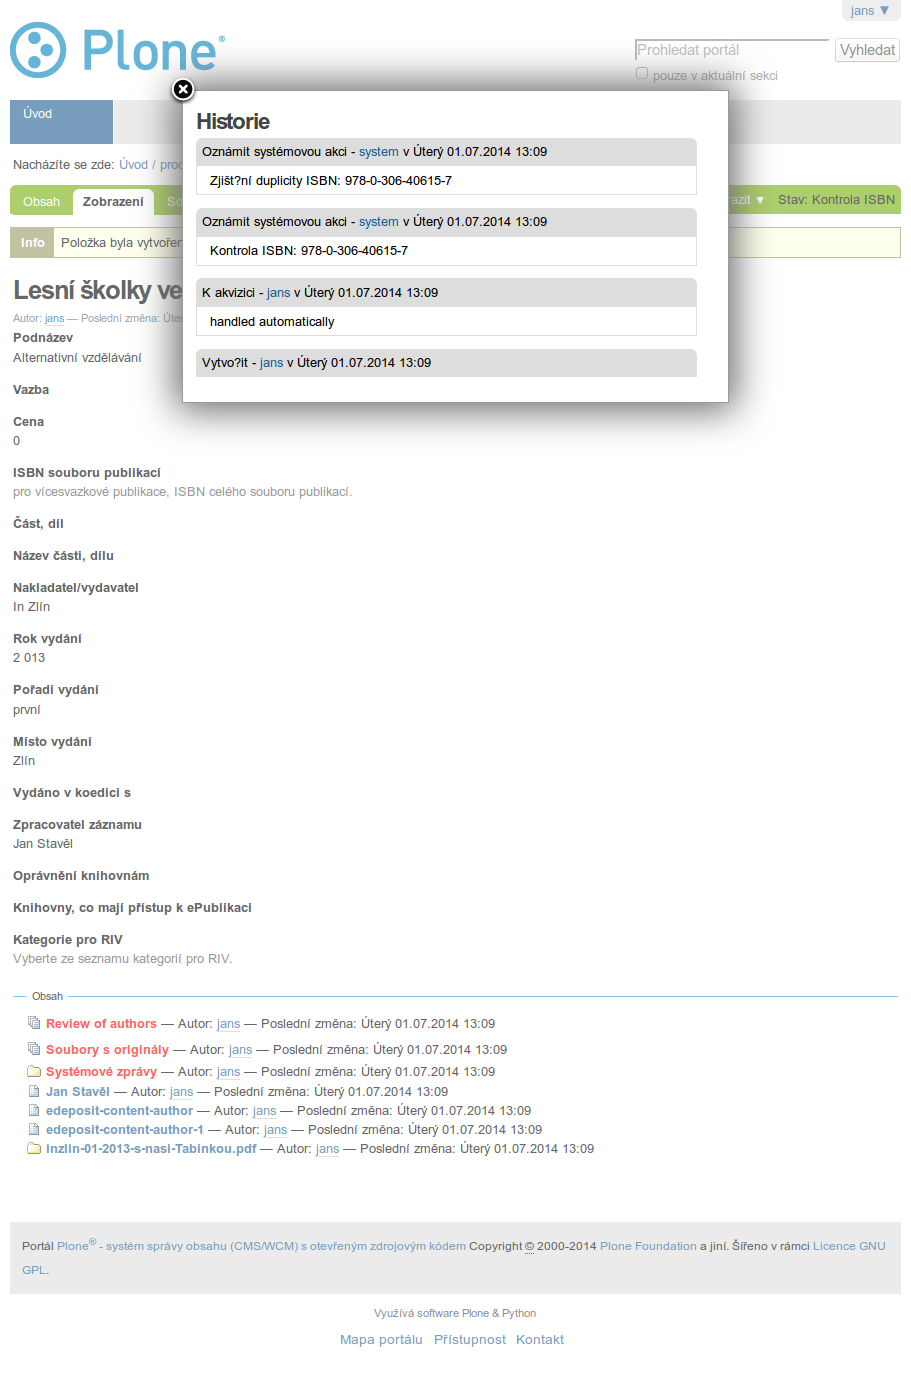 jans ▼
Plone®
Prohledat portál
Vyhledat
pouze v aktuální sekci
Úvod
Nacházíte se zde: Úvod /
Obsah
Zobrazení
▼
Stav: Kontrola ISBN
Info
Položka byla
Lesní školky
Autor: jans — Poslední změna:
Historie
Oznámit systémovou akci - system v Úterý 01.07.2014 13:09
Zjišt?ní duplicity ISBN: 978-0-306-40615-7
Oznámit systémovou akci - system v Úterý 01.07.2014 13:09
Kontrola ISBN: 978-0-306-40615-7
K akvizici - jans v Úterý 01.07.2014 13:09
handled automatically
Vytvo?it - jans v Úterý 01.07.2014 13:09
Podnázev
Alternativní vzdělávání
Vazba
Cena
0
ISBN souboru publikací
pro vícesvazkové publikace, ISBN celého souboru publikací.
Část, díl
Název části, dílu
Nakladatel/vydavatel
In Zlín
Rok vydání
2 013
Pořadí vydání
první
Místo vydání
Zlín
Vydáno v koedici s
Zpracovatel záznamu
Jan Stavěl
Oprávnění knihovnám
Knihovny, co mají přístup k ePublikaci
Kategorie pro RIV
Vyberte ze seznamu kategorií pro RIV.
Obsah
Review of authors — Autor: jans — Poslední změna: Úterý 01.07.2014 13:09
Soubory s originály — Autor: jans — Poslední změna: Úterý 01.07.2014 13:09
Systémové zprávy — Autor: jans — Poslední změna: Úterý 01.07.2014 13:09
Jan Stavěl — Autor: jans — Poslední změna: Úterý 01.07.2014 13:09
edeposit-content-author — Autor: jans — Poslední změna: Úterý 01.07.2014 13:09
edeposit-content-author-1 — Autor: jans — Poslední změna: Úterý 01.07.2014 13:09
inzlin-01-2013-s-nasi-Tabinkou.pdf — Autor: jans — Poslední změna: Úterý 01.07.2014 13:09
Portál Plone® - systém správy obsahu (CMS/WCM) s otevřeným zdrojovým kódem Copyright © 2000-2014 Plone Foundation a jiní. Šířeno v rámci Licence GNU
GPL.
Využívá software Plone & Python
Mapa portálu Přístupnost Kontakt